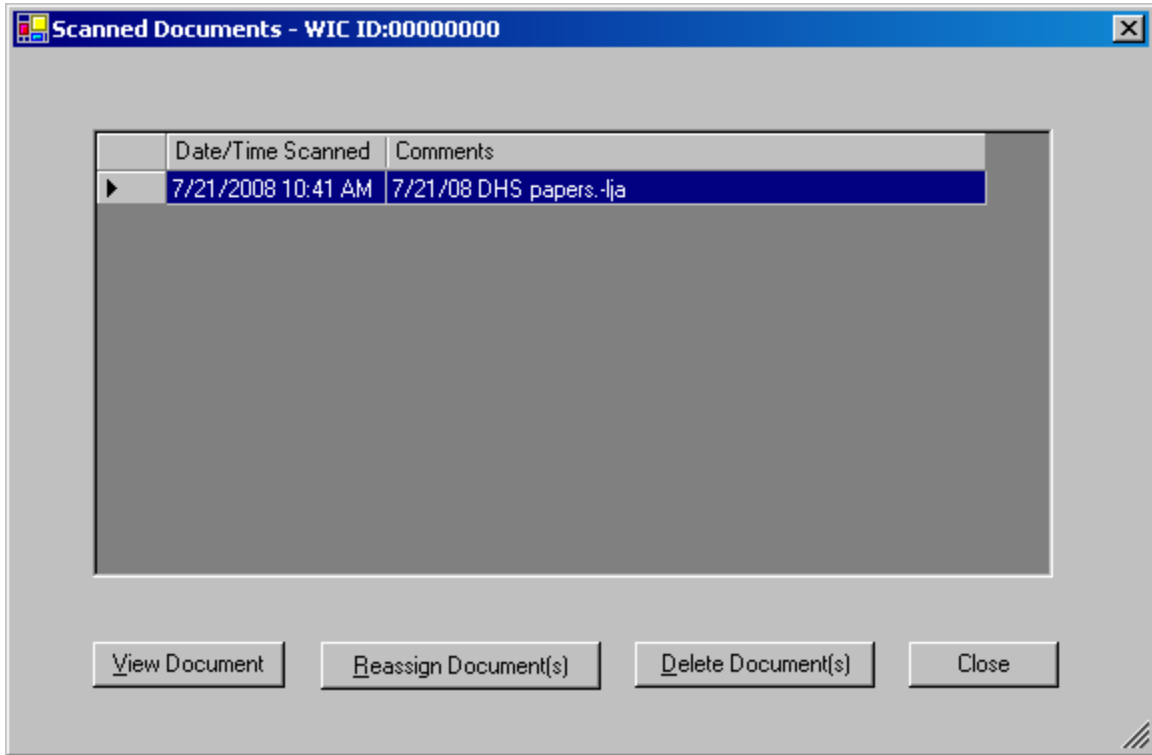 Scanned Documents - WIC ID:00000000
Date/Time Scanned Comments
7/21/2008 10:41 AM 7/21/08 DHS papers.-lja
View Document Reassign Document(s) Delete Document(s) Close